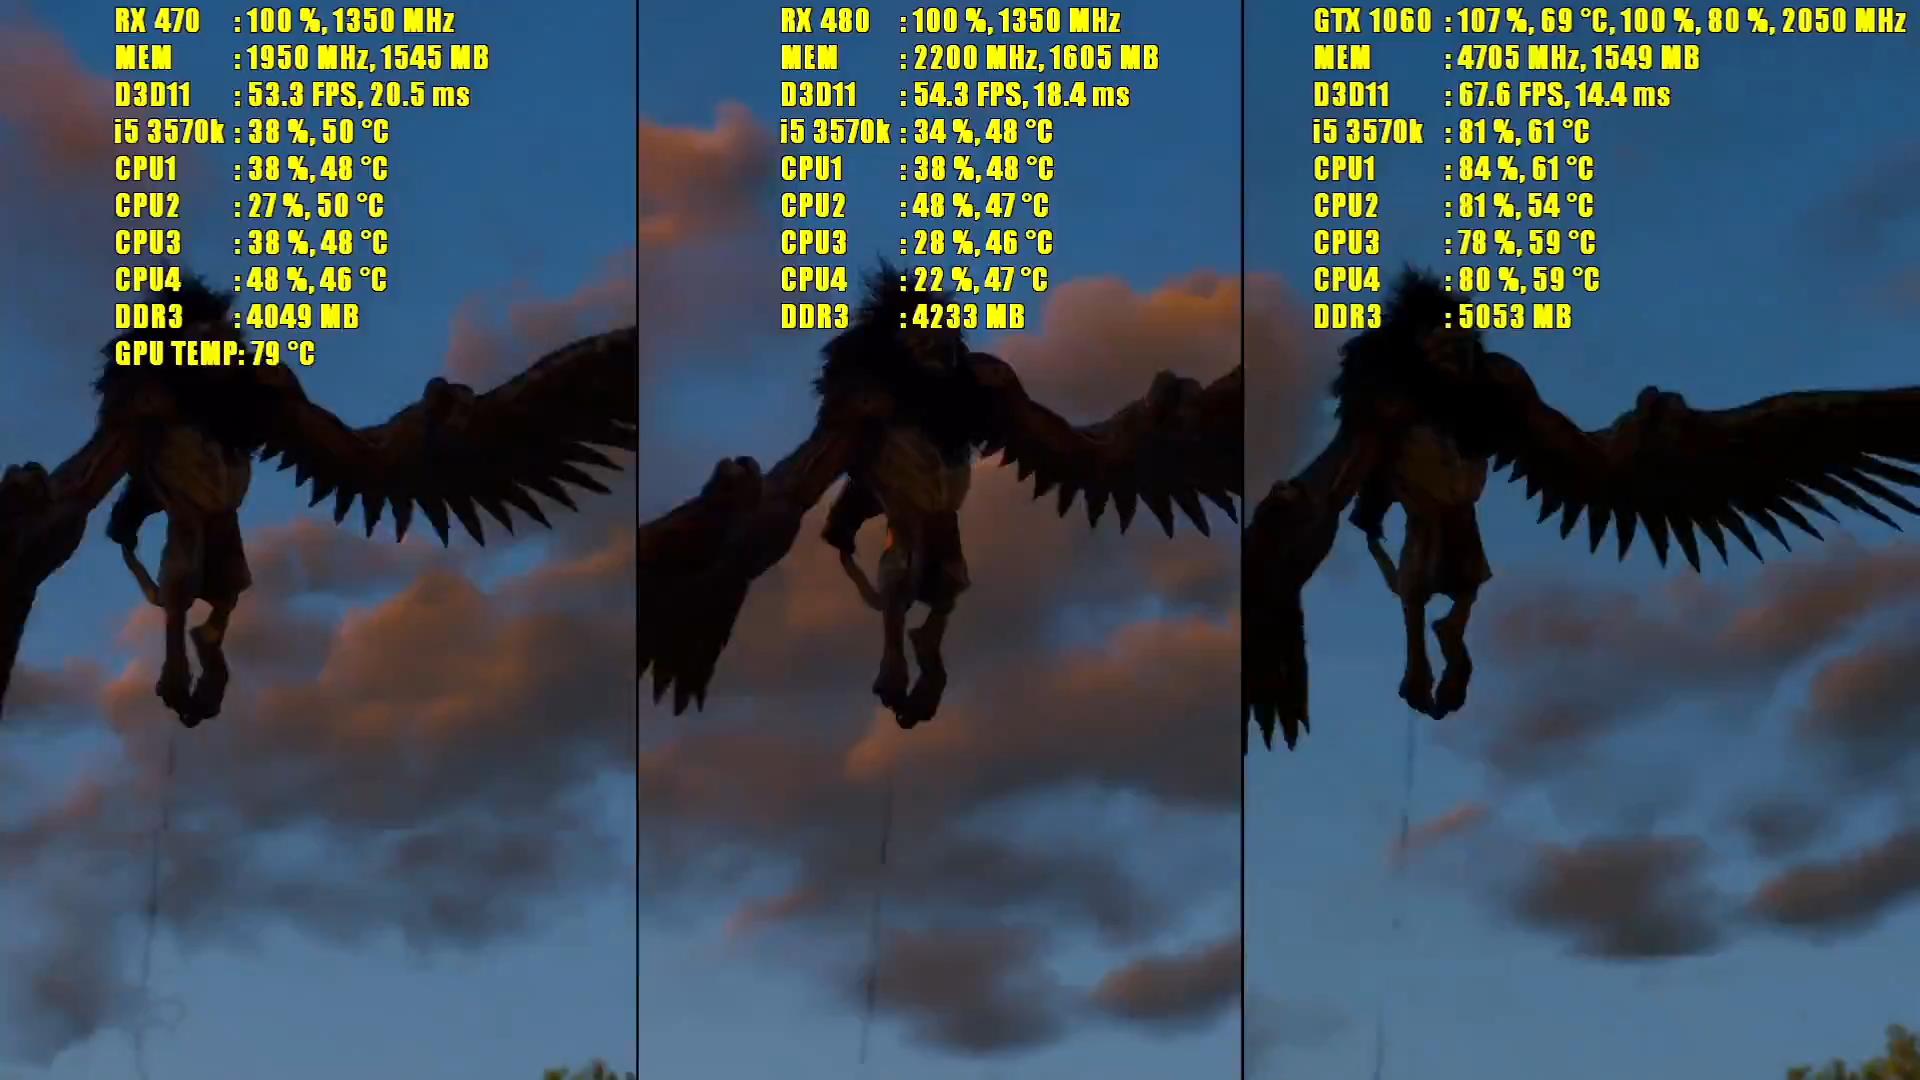 RX 470 : 100 %, 1350 MHz
MEM : 1950 MHz, 1545 MB
D3D11 : 53.3 FPS, 20.5 ms
i5 3570k : 38 %, 50 °C
CPU1 : 38 %, 48 °C
CPU2 : 27 %, 50 °C
CPU3 : 38 %, 48 °C
CPU4 : 48 %, 46 °C
DDR3 : 4049 MB
GPU TEMP: 79 °C
RX 480 : 100 %, 1350 MHz
MEM : 2200 MHz, 1605 MB
D3D11 : 54.3 FPS, 18.4 ms
i5 3570k : 34 %, 48 °C
CPU1 : 38 %, 48 °C
CPU2 : 48 %, 47 °C
CPU3 : 28 %, 46 °C
CPU4 : 22 %, 47 °C
DDR3 : 4233 MB
GTX 1060 : 107 %, 69 °C, 100 %, 80 %, 2050 MHz
MEM : 4705 MHz, 1549 MB
D3D11 : 67.6 FPS, 14.4 ms
i5 3570k : 81 %, 61 °C
CPU1 : 84 %, 61 °C
CPU2 : 81 %, 54 °C
CPU3 : 78 %, 59 °C
CPU4 : 80 %, 59 °C
DDR3 : 5053 MB